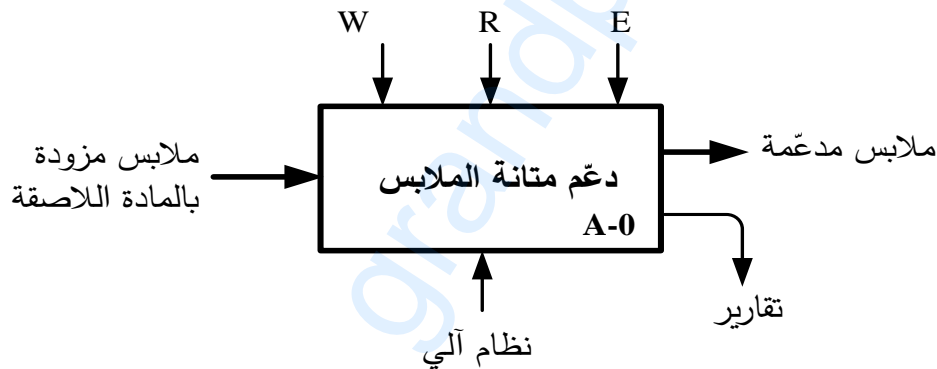 W R E
ملابس مزودة
بالمادة اللاصقة
دعّم متانة الملابس
A-0
ملابس مدعّمة
تقارير
نظام آلي